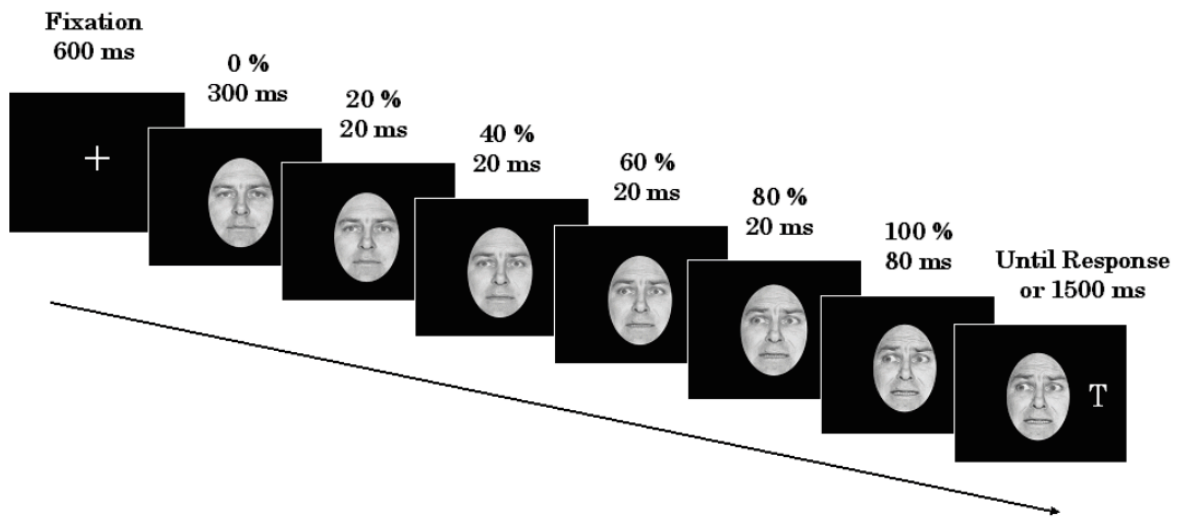 Fixation
600 ms
0 %
300 ms
20 %
20 ms
40 %
20 ms
60 %
20 ms
80 %
20 ms
100 %
80 ms
Until Response
or 1500 ms
T